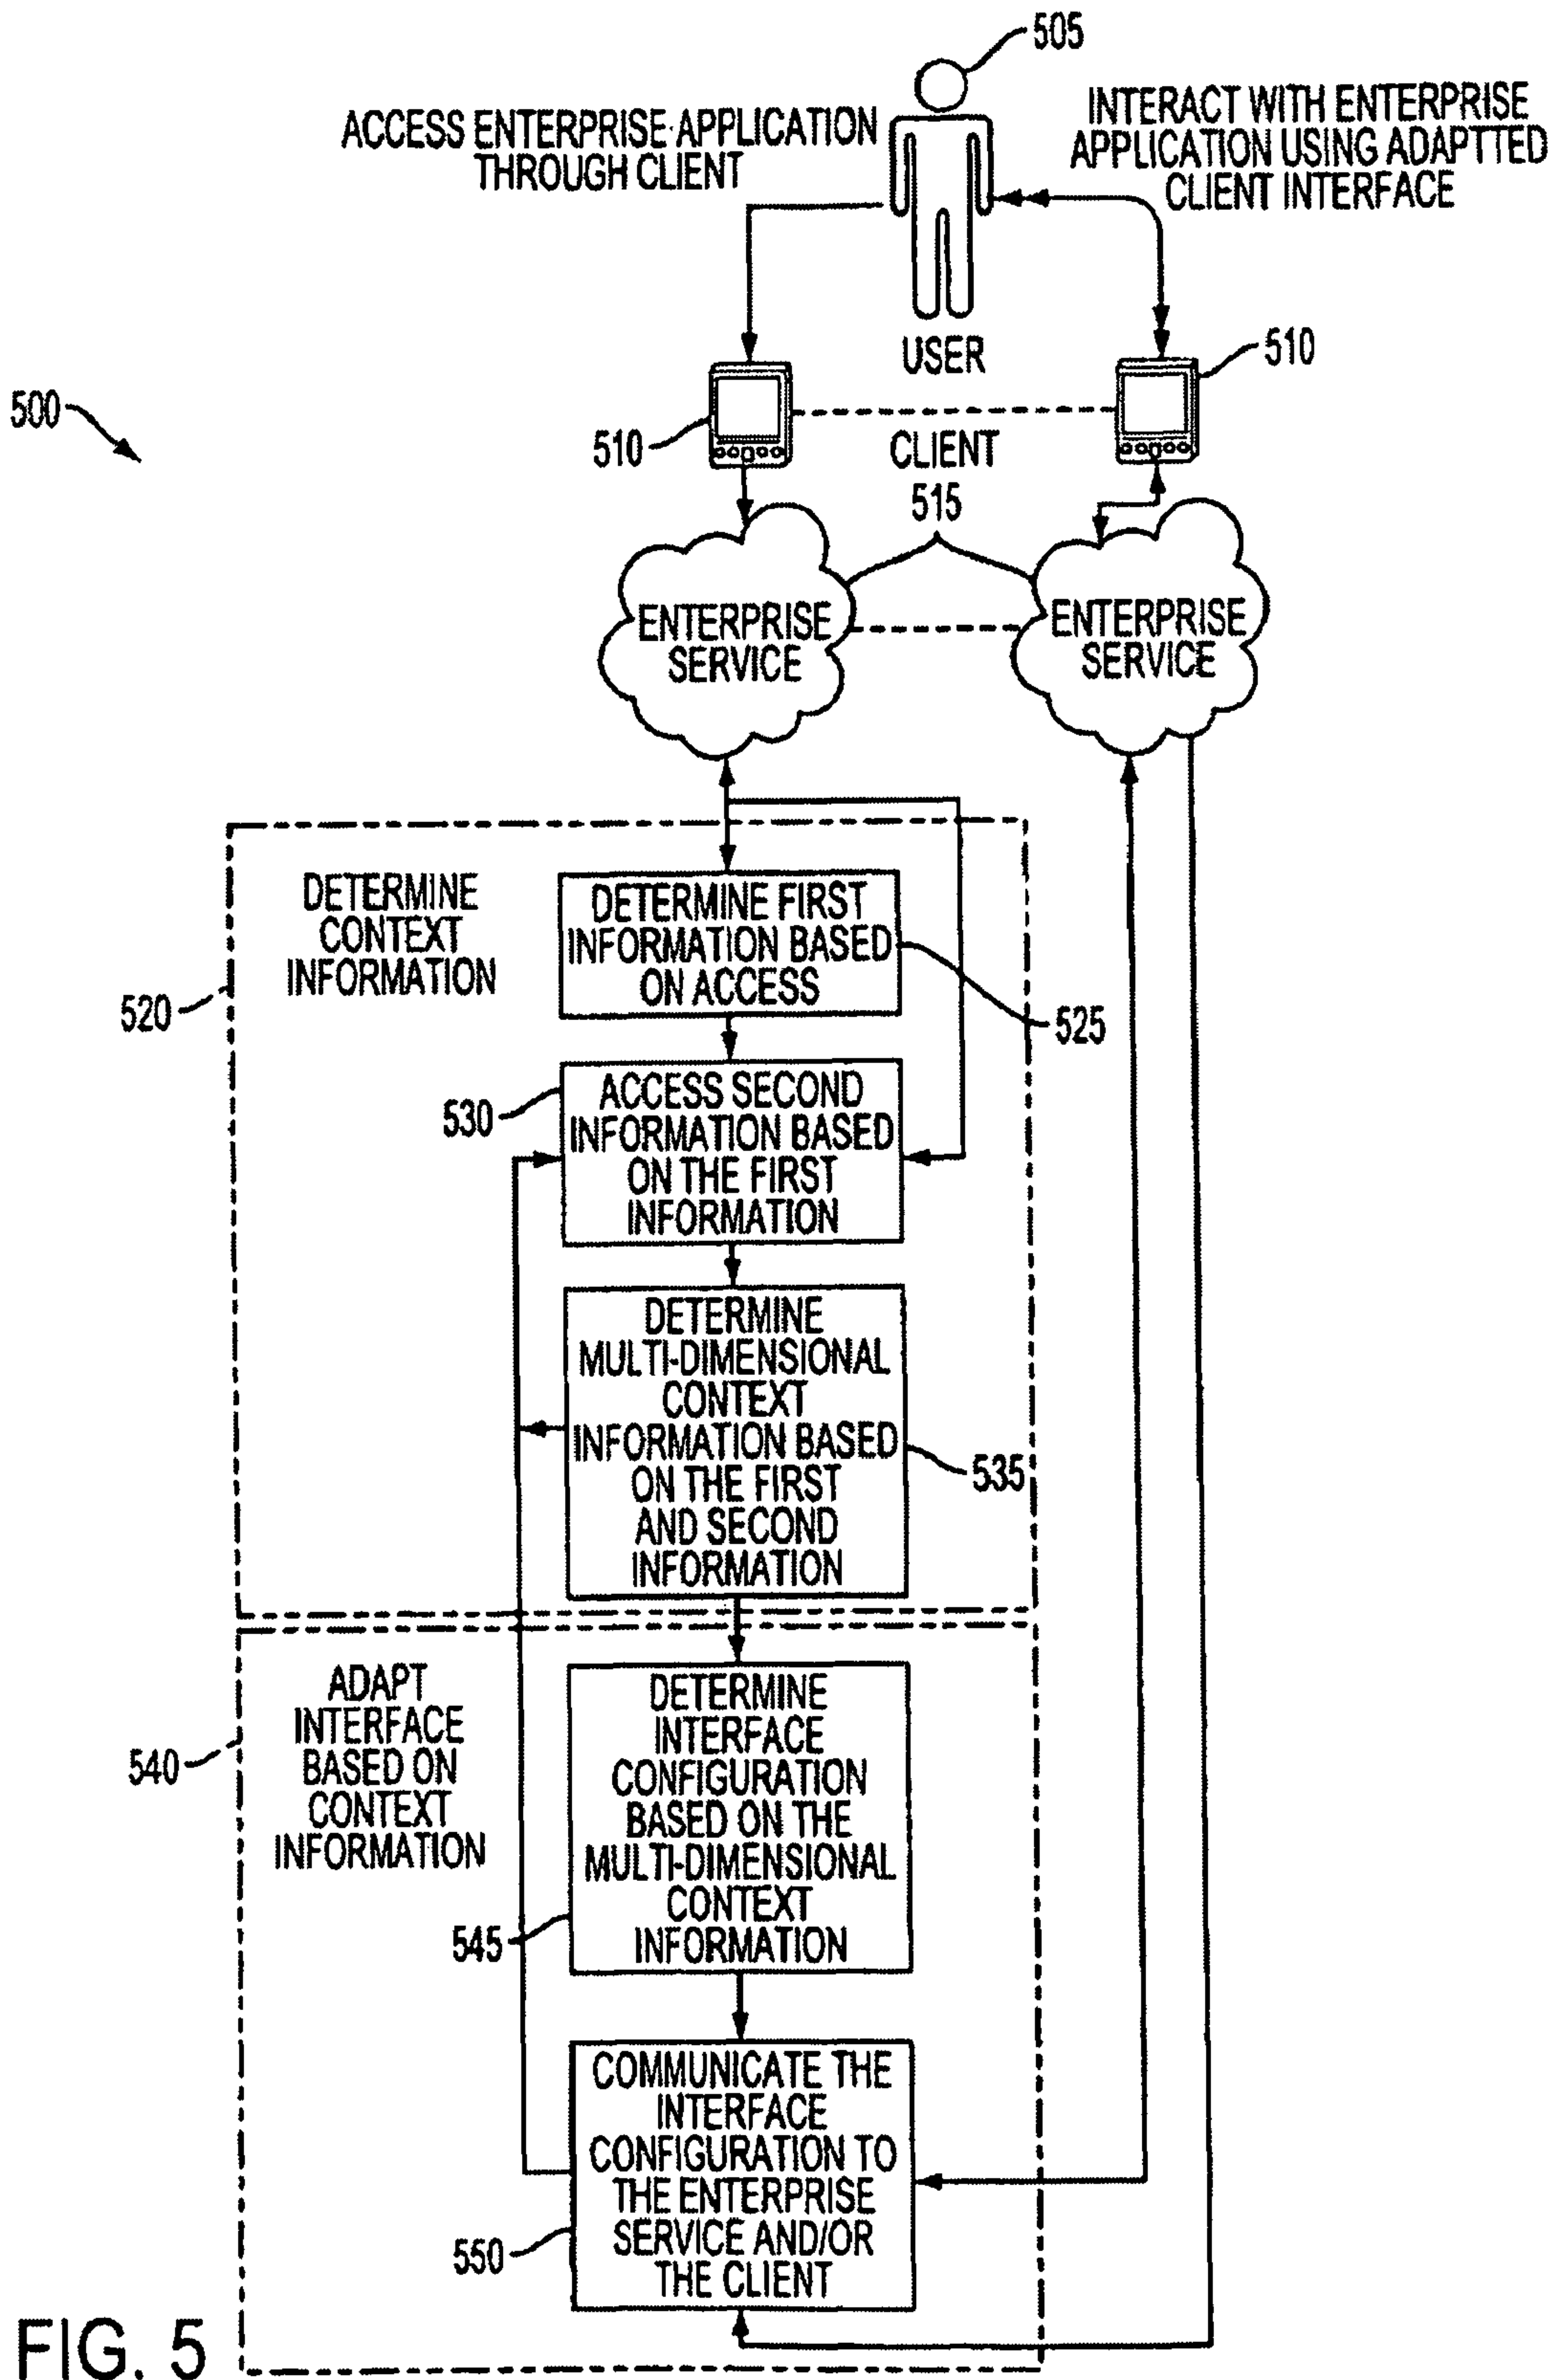 505
ACCESS ENTERPRISE APPLICATION
THROUGH CLIENT
INTERACT WITH ENTERPRISE
APPLICATION USING ADAPTTED
CLIENT INTERFACE
USER
500
510
510
CLIENT
515
ENTERPRISE
SERVICE
ENTERPRISE
SERVICE
DETERMINE
CONTEXT
INFORMATION
520
DETERMINE FIRST
INFORMATION BASED
ON ACCESS
525
530
ACCESS SECOND
INFORMATION BASED
ON THE FIRST
INFORMATION
DETERMINE
MULTI-DIMENSIONAL
CONTEXT
INFORMATION BASED
ON THE FIRST
AND SECOND
INFORMATION
535
ADAPT
INTERFACE
BASED ON
CONTEXT
INFORMATION
540
DETERMINE
INTERFACE
CONFIGURATION
BASED ON THE
MULTI-DIMENSIONAL
CONTEXT
INFORMATION
545
COMMUNICATE THE
INTERFACE
CONFIGURATION TO
THE ENTERPRISE
SERVICE AND/OR
THE CLIENT
550
FIG. 5